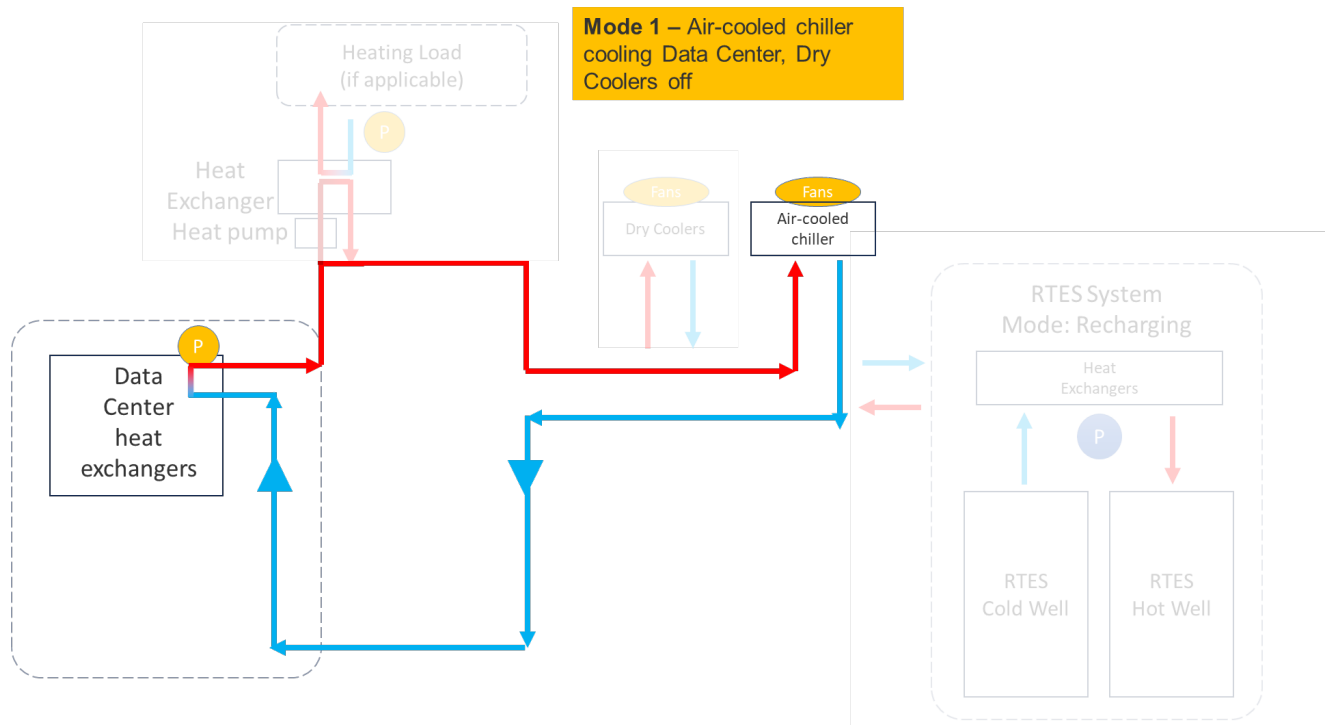 Mode 1 – Air-cooled chiller
cooling Data Center, Dry
Coolers off
Heating Load
(if applicable)
P
Heat
Exchanger
Heat pump
Fans
Dry Coolers
Fans
Air-cooled
chiller
RTES System
Mode: Recharging
Heat
Exchangers
P
P
Data
Center
heat
exchangers
RTES
Cold Well
RTES
Hot Well